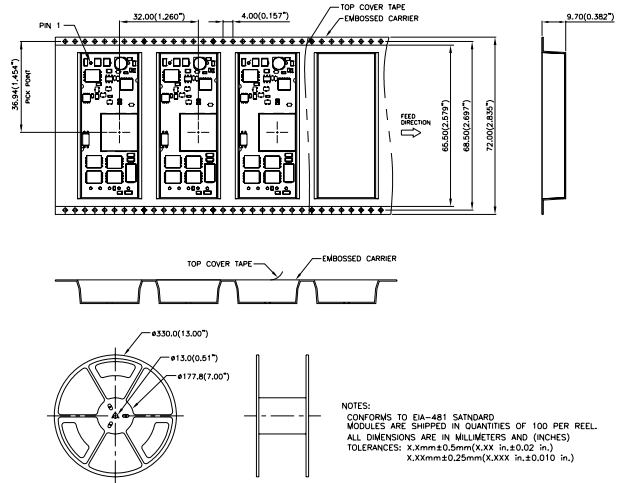 PIN 1
32.00(1.260")
4.00(0.157")
TOP COVER TAPE
EMBOSSED CARRIER
9.70(0.382")
36.94(1.454")
PICK POINT
FEED
DIRECTION
65.50(2.579")
68.50(2.697")
72.00(2.835")
TOP COVER TAPE
EMBOSSED CARRIER
ø330.0(13.00")
ø13.0(0.51")
ø177.8(7.00")
NOTES:
CONFORMS TO EIA-481 SATNDARD
MODULES ARE SHIPPED IN QUANTITIES OF 100 PER REEL.
ALL DIMENSIONS ARE IN MILLIMETERS AND (INCHES)
TOLERANCES: X.Xmm±0.5mm(X.XX in.±0.02 in.)
X.XXmm±0.25mm(X.XXX in.±0.010 in.)